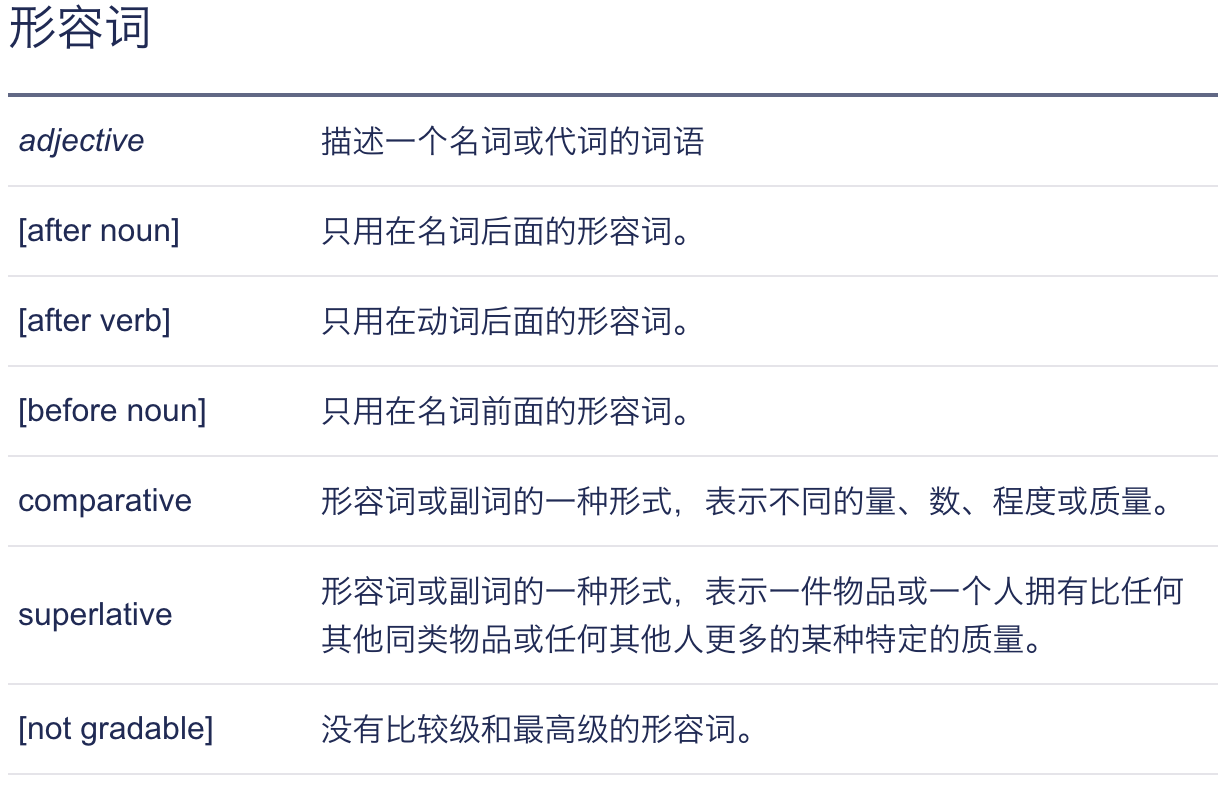 形容词
adjective 描述一个名词或代词的词语
[after noun] 只用在名词后面的形容词。
[after verb] 只用在动词后面的形容词。
[before noun] 只用在名词前面的形容词。
comparative 形容词或副词的一种形式，表示不同的量、数、程度或质量。
superlative 形容词或副词的一种形式，表示一件物品或一个人拥有比任何
其他同类物品或任何其他人更多的某种特定的质量。
[not gradable] 没有比较级和最高级的形容词。